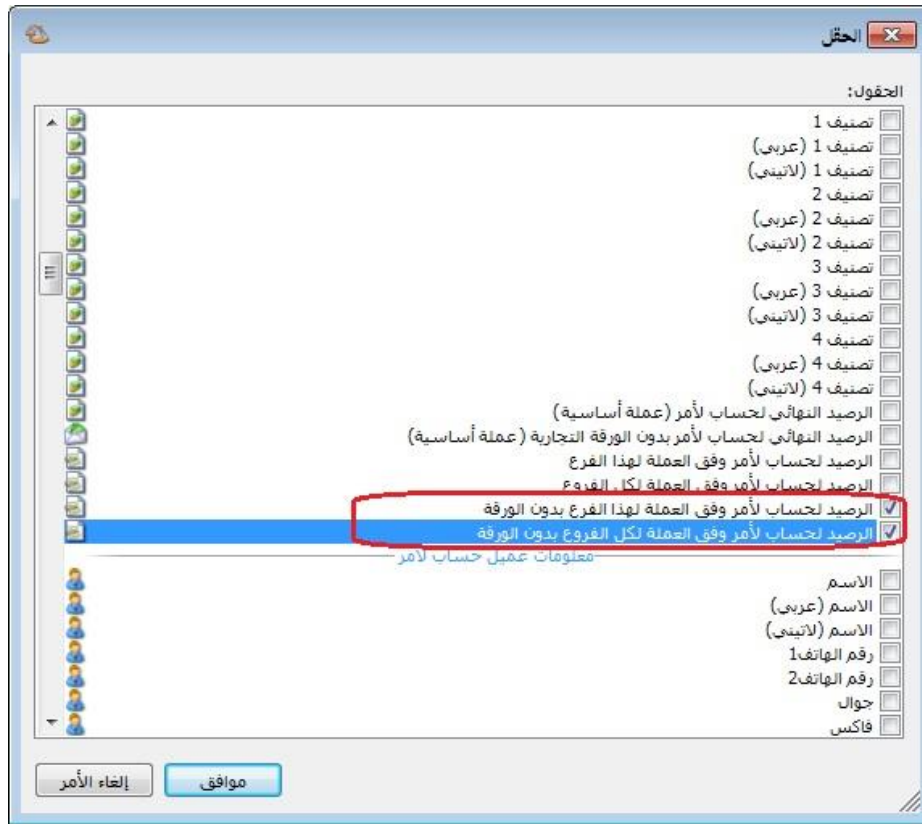 الحقل
الحقول:
تصنيف 1
تصنيف 1 (عربي)
تصنيف 1 (لاتيني)
تصنيف 2
تصنيف 2 (عربي)
تصنيف 2 (لاتيني)
تصنيف 3
تصنيف 3 (عربي)
تصنيف 3 (لاتيني)
تصنيف 4
تصنيف 4 (عربي)
تصنيف 4 (لاتيني)
الرصيد النهائي لحساب لأمر (عملة أساسية)
الرصيد النهائي لحساب لأمر بدون الورقة التجارية (عملة أساسية)
الرصيد لحساب لأمر وفق العملة لهذا الفرع
الرصيد لحساب لأمر وفق العملة لكل الفروع
الرصيد لحساب لأمر وفق العملة لهذا الفرع بدون الورقة
الرصيد لحساب لأمر وفق العملة لكل الفروع بدون الورقة
معلومات عميل حساب لأمر
الاسم
الاسم (عربي)
الاسم (لاتيني)
رقم الهاتف1
رقم الهاتف2
جوال
فاكس
موافق
إلغاء الأمر